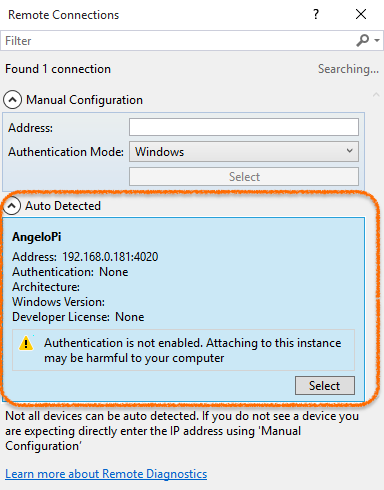 Remote Connections
Filter
Found 1 connection
Searching...
Manual Configuration
Address:
Authentication Mode: Windows
Select
Auto Detected
AngeloPi
Address: 192.168.0.181:4020
Authentication: None
Architecture:
Windows Version:
Developer License: None
Authentication is not enabled. Attaching to this instance
may be harmful to your computer
Select
Not all devices can be auto detected. If you do not see a device you
are expecting directly enter the IP address using 'Manual
Configuration'
Learn more about Remote Diagnostics